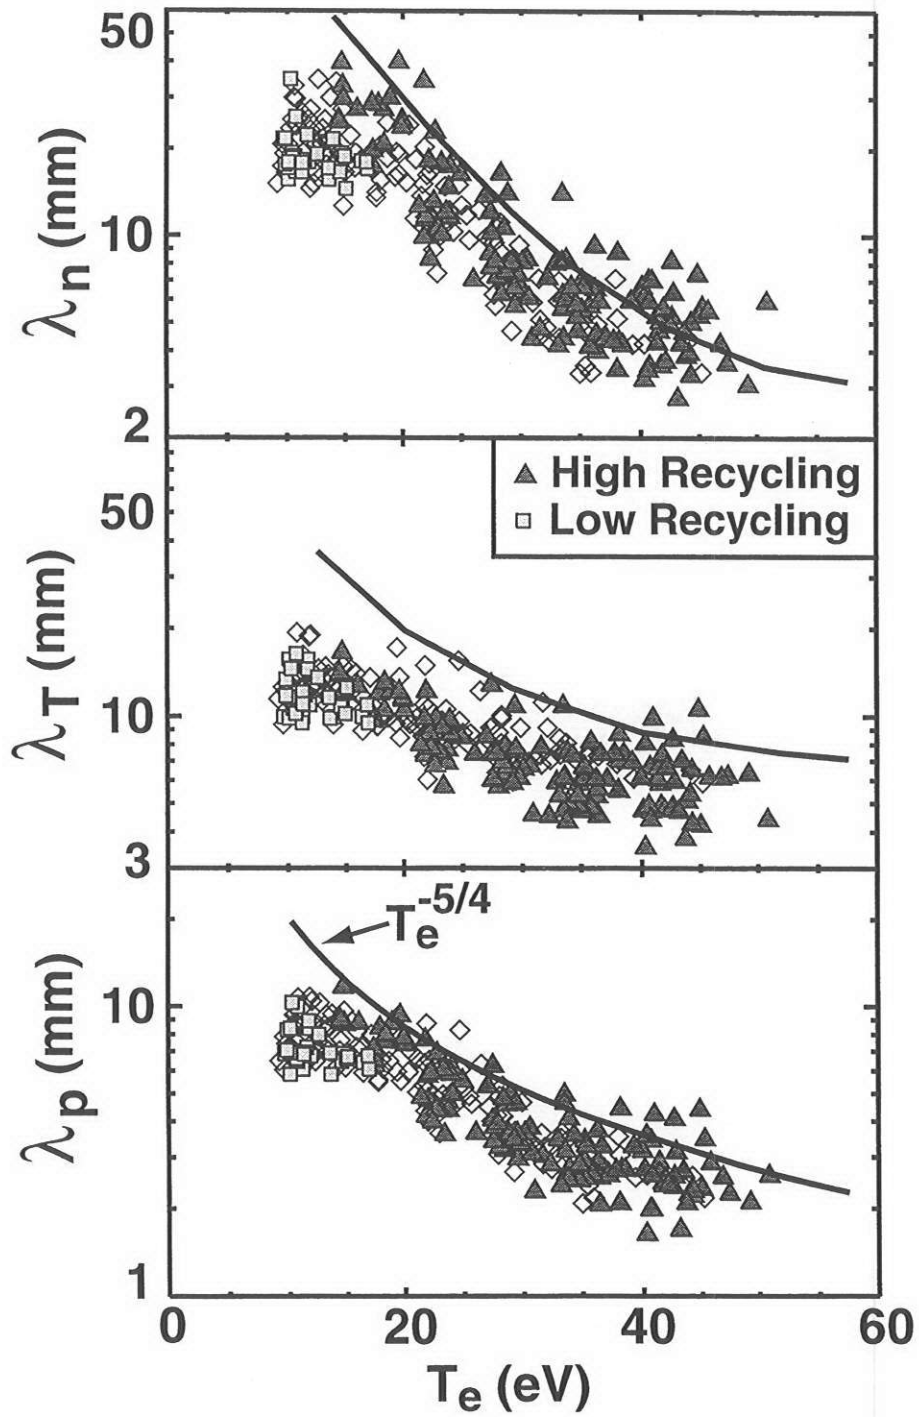 50
10
2
λn (mm)
High Recycling
Low Recycling
50
10
3
λT (mm)
Te-5/4
10
1
λp (mm)
0 20 40 60
Te (eV)